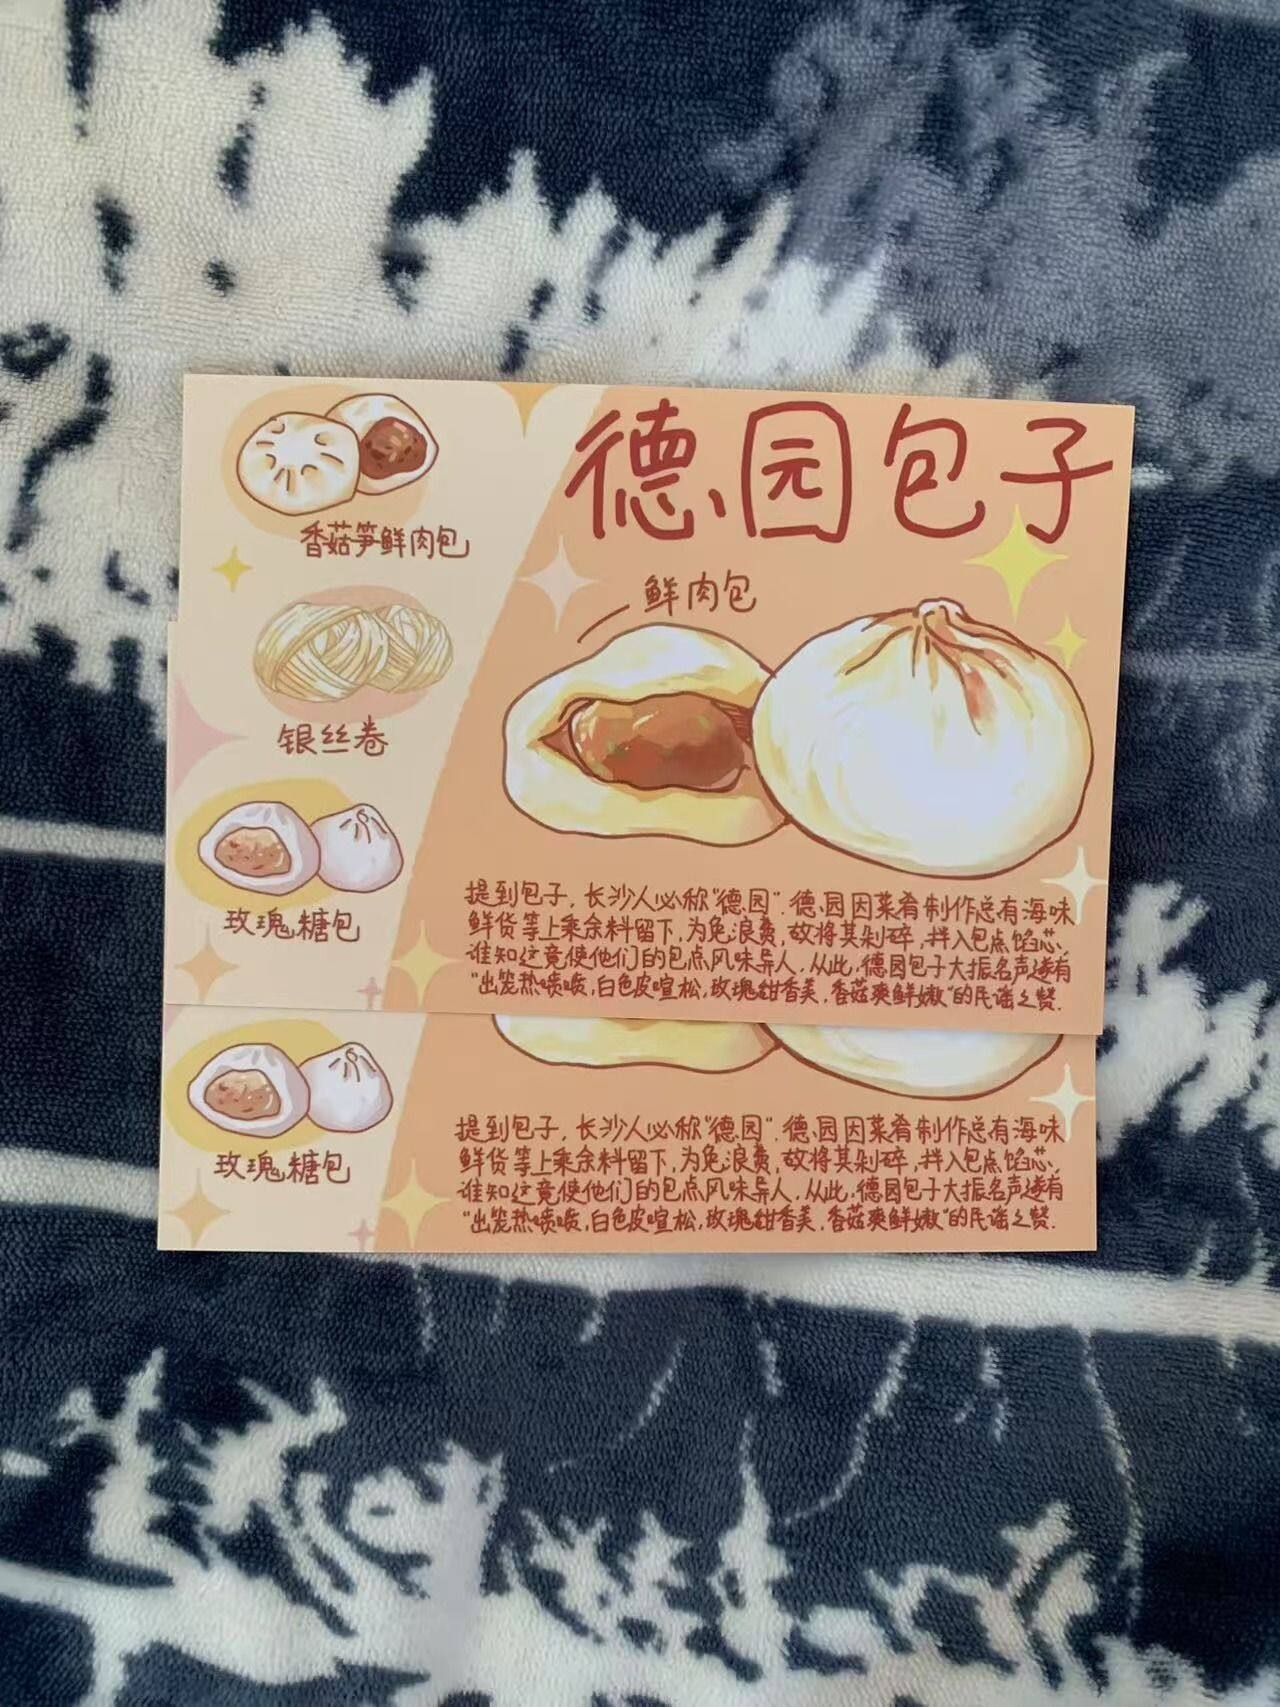 德园包子
香菇笋鲜肉包
鲜肉包
银丝卷
玫瑰糖包
提到包子，长沙人必称"德园"．德园因菜肴制作总有海味
鲜货等上乘余料留下，为免浪费，故将其剁碎，拌入包点馅芯，
谁知这竟使他们的包点风味异人，从此，德园包子大振名声遂有
"出笼热喷喷，白色皮喧松，玫瑰甜香美，香菇爽鲜嫩"的民谣之赞．
玫瑰糖包
提到包子，长沙人必称"德园"．德园因菜肴制作总有海味
鲜货等上乘余料留下，为免浪费，故将其剁碎，拌入包点馅芯，
谁知这竟使他们的包点风味异人，从此，德园包子大振名声遂有
"出笼热喷喷，白色皮喧松，玫瑰甜香美，香菇爽鲜嫩"的民谣之赞．